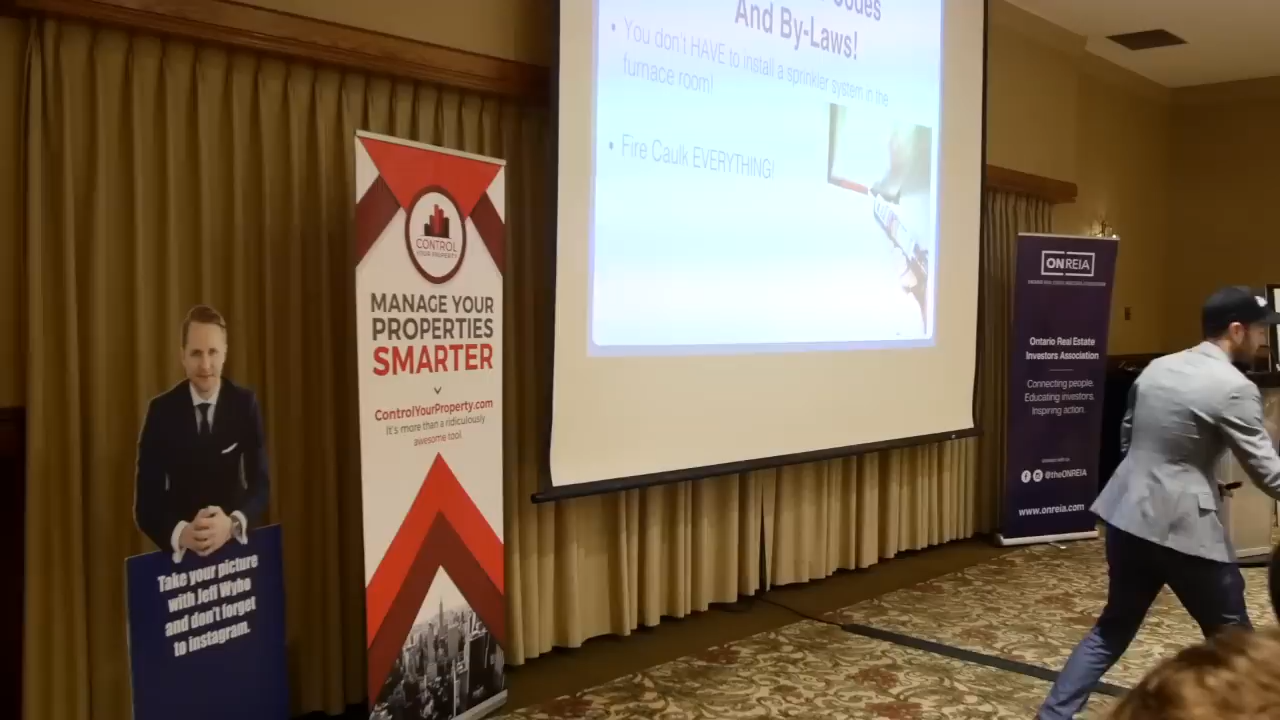 Codes
And By-Laws!
• You don't HAVE to install a sprinkler system in the
furnace room!
• Fire Caulk EVERYTHING!
CONTROL
YOUR PROPERTY
MANAGE YOUR
PROPERTIES
SMARTER
ControlYourProperty.com
It's more than a ridiculously
awesome tool.
Take your picture
with Jeff Wybo
and don't forget
to instagram.
ONREIA
Ontario Real Estate
Investors Association
Connecting people.
Educating investors.
Inspiring action.
@theONREIA
www.onreia.com